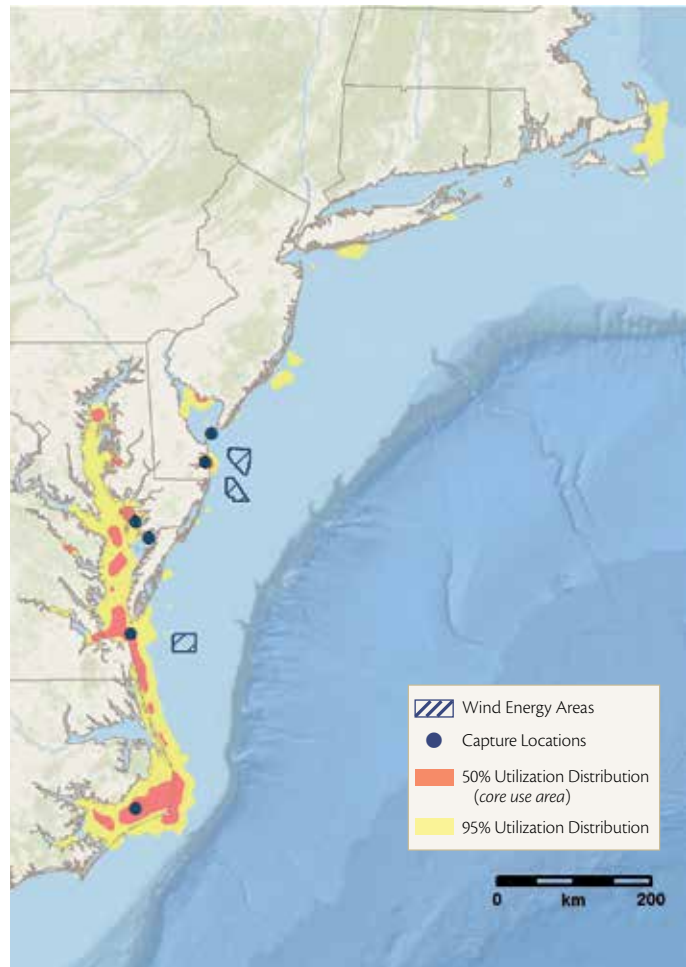 Wind Energy Areas
Capture Locations
50% Utilization Distribution
(core use area)
95% Utilization Distribution
0 200
km